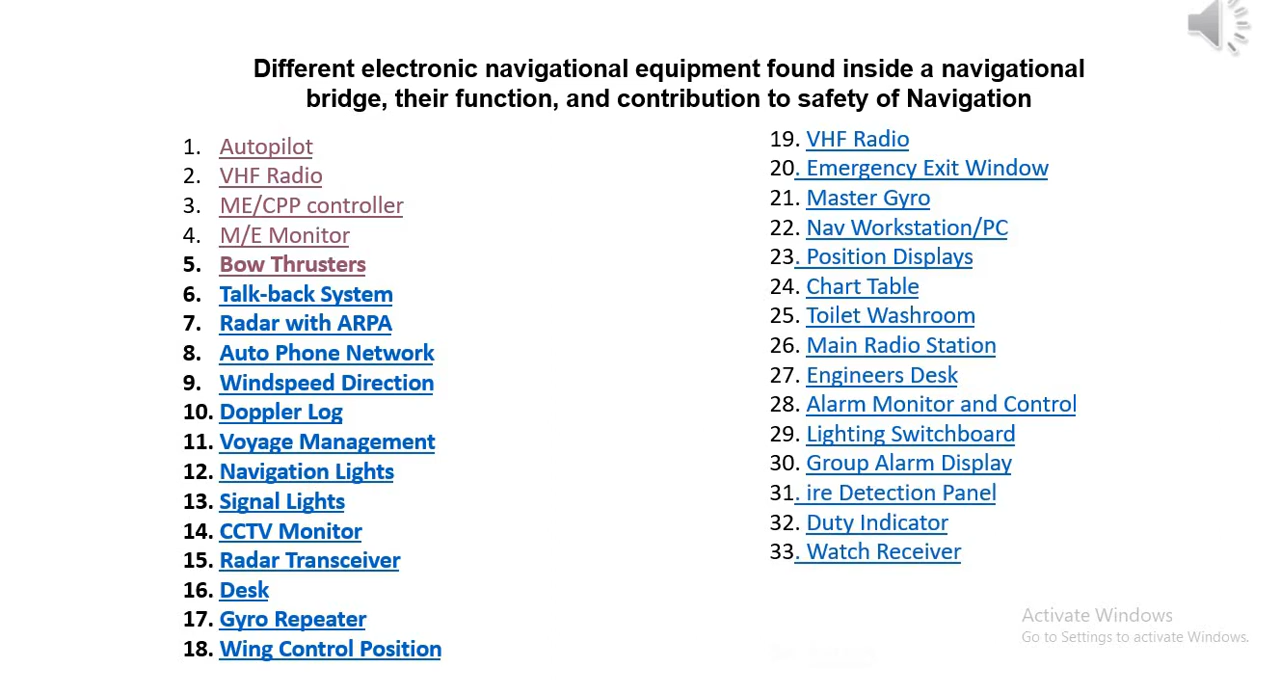 Different electronic navigational equipment found inside a navigational
bridge, their function, and contribution to safety of Navigation
1. Autopilot
2. VHF Radio
3. ME/CPP controller
4. M/E Monitor
5. Bow Thrusters
6. Talk-back System
7. Radar with ARPA
8. Auto Phone Network
9. Windspeed Direction
10. Doppler Log
11. Voyage Management
12. Navigation Lights
13. Signal Lights
14. CCTV Monitor
15. Radar Transceiver
16. Desk
17. Gyro Repeater
18. Wing Control Position
19. VHF Radio
20. Emergency Exit Window
21. Master Gyro
22. Nav Workstation/PC
23. Position Displays
24. Chart Table
25. Toilet Washroom
26. Main Radio Station
27. Engineers Desk
28. Alarm Monitor and Control
29. Lighting Switchboard
30. Group Alarm Display
31. ire Detection Panel
32. Duty Indicator
33. Watch Receiver
Activate Windows
Go to Settings to activate Windows.